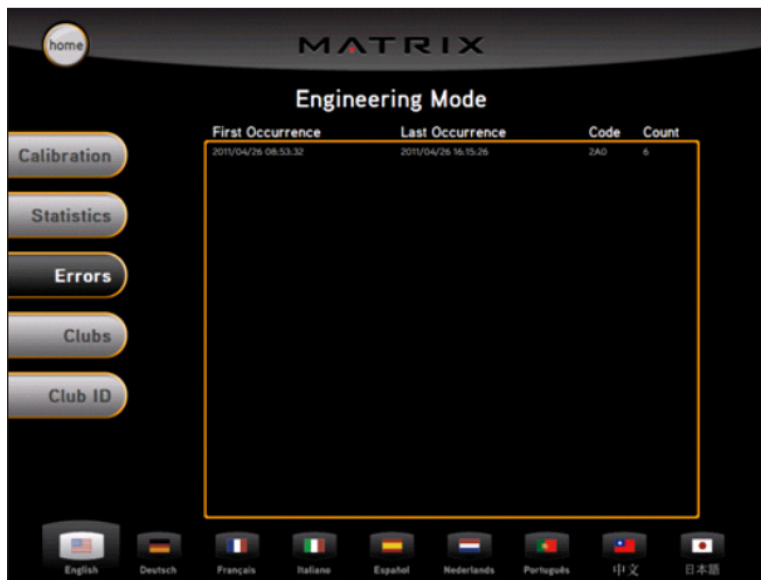 home
MATRIX
Engineering Mode
First Occurrence Last Occurrence Code Count
2011/04/26 08:53:32 2011/04/26 16:15:26 2A0 6
Calibration
Statistics
Errors
Clubs
Club ID
English Deutsch Français Italiano Español Nederlands Português 中文 日本語